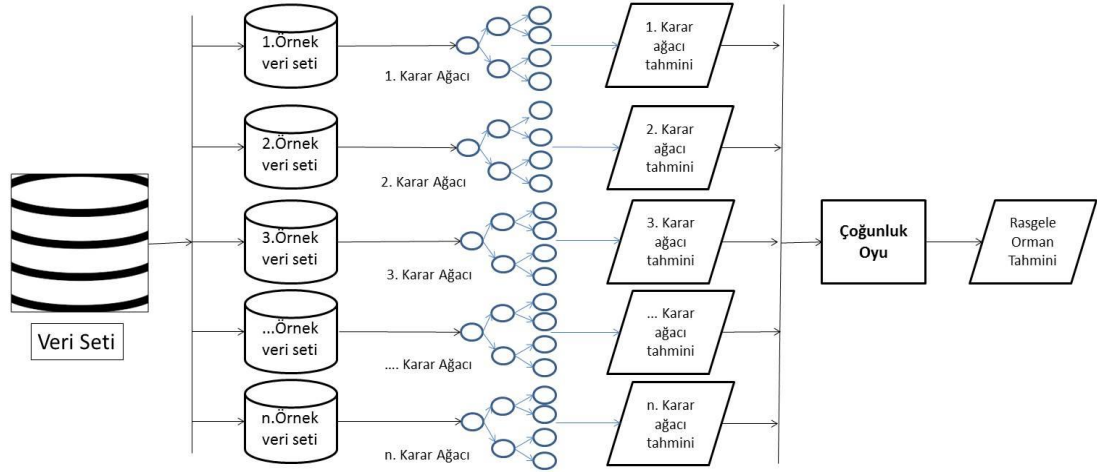 1.Örnek
veri seti
1. Karar Ağacı
1. Karar
ağacı
tahmini
2.Örnek
veri seti
2. Karar Ağacı
2. Karar
ağacı
tahmini
Veri Seti
3.Örnek
veri seti
3. Karar Ağacı
3. Karar
ağacı
tahmini
Çoğunluk
Oyu
Rasgele
Orman
Tahmini
...Örnek
veri seti
.... Karar Ağacı
... Karar
ağacı
tahmini
n.Örnek
veri seti
n. Karar Ağacı
n. Karar
ağacı
tahmini